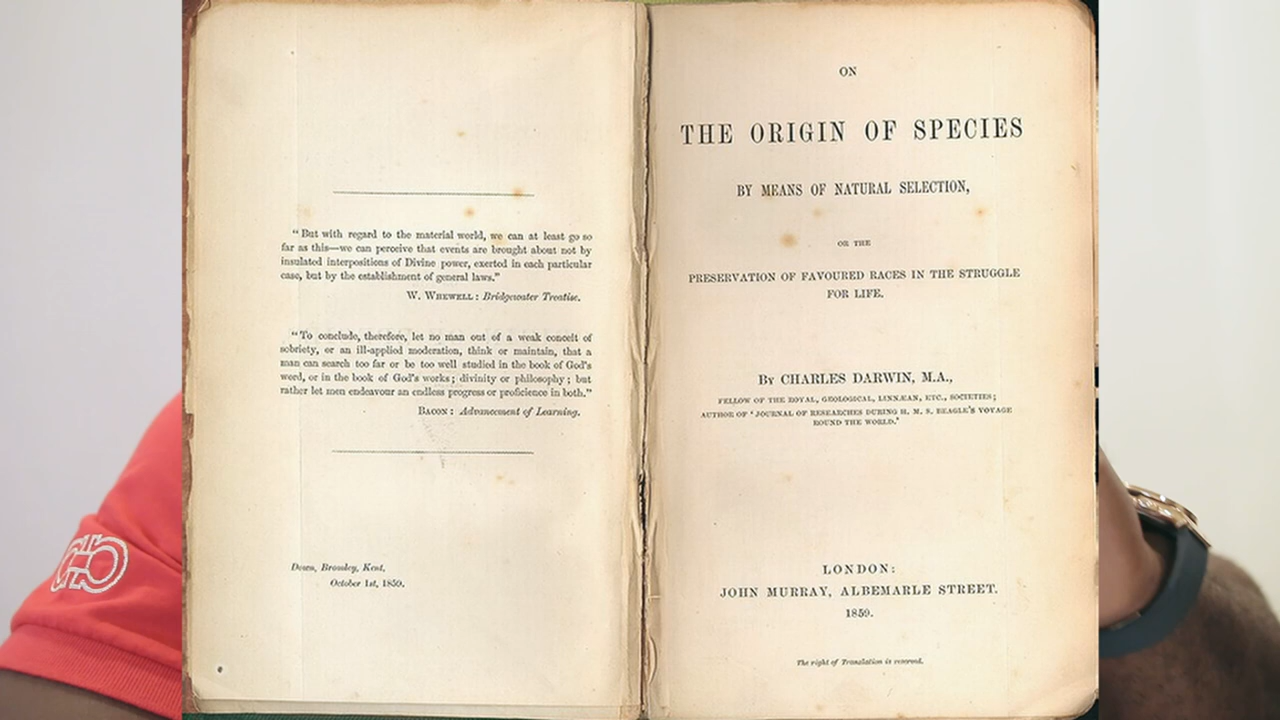 "But with regard to the material world, we can at least go so
far as this—we can perceive that events are brought about not by
insulated interpositions of Divine power, exerted in each particular
case, but by the establishment of general laws."
W. WHEWELL: Bridgewater Treatise.
"To conclude, therefore, let no man out of a weak conceit of
sobriety, or an ill-applied moderation, think or maintain, that a
man can search too far or be too well studied in the book of God's
word, or in the book of God's works; divinity or philosophy; but
rather let men endeavour an endless progress or proficience in both."
BACON: Advancement of Learning.
Down, Bromley, Kent,
October 1st, 1859.
ON
THE ORIGIN OF SPECIES
BY MEANS OF NATURAL SELECTION,
OR THE
PRESERVATION OF FAVOURED RACES IN THE STRUGGLE
FOR LIFE.
BY CHARLES DARWIN, M.A.,
FELLOW OF THE ROYAL, GEOLOGICAL, LINNÆAN, ETC., SOCIETIES;
AUTHOR OF 'JOURNAL OF RESEARCHES DURING H. M. S. BEAGLE'S VOYAGE
ROUND THE WORLD.'
LONDON:
JOHN MURRAY, ALBEMARLE STREET.
1859.
The right of Translation is reserved.